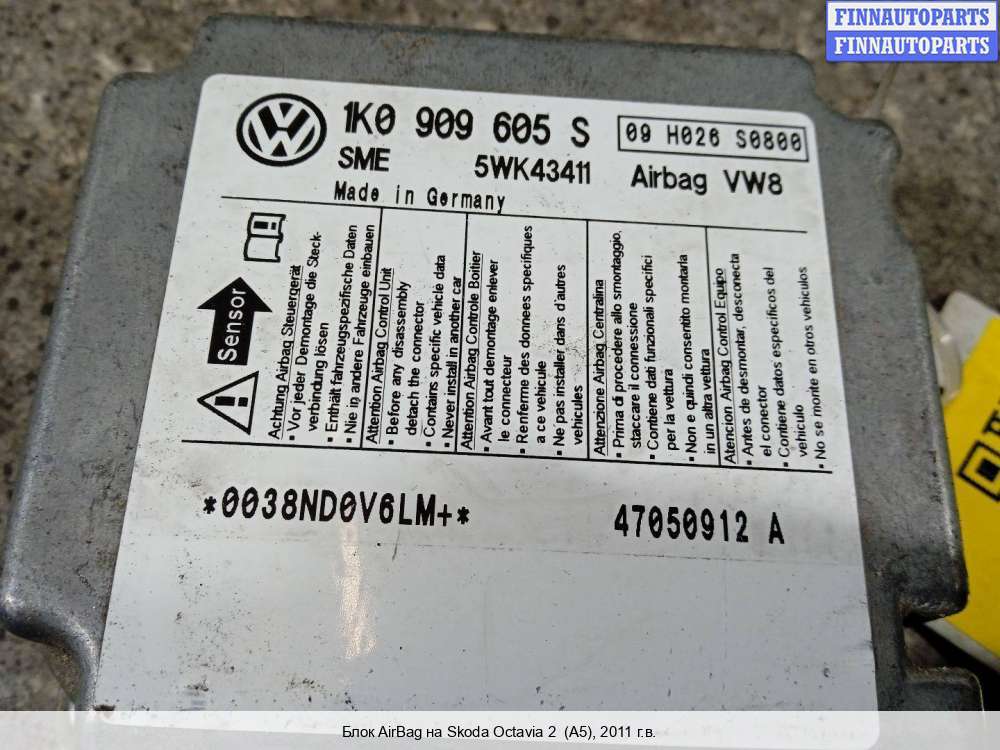 FINNAUTOPARTS
FINNAUTOPARTS
1K0 909 605 S
09 H026 S0800
SME 5WK43411 Airbag VW8
Made in Germany
Sensor
Achtung Airbag Steuergerät
• Vor jeder Demontage die Steck-
verbindung lösen
• Enthält fahrzeugspezifische Daten
• Nie in andere Fahrzeuge einbauen
Attention Airbag Control Unit
• Before any disassembly
detach the connector
• Contains specific vehicle data
• Never install in another car
Attention Airbag Controle Boitier
• Avant tout demontage enlever
le connecteur
• Renferme des donnees specifiques
a ce vehicule
• Ne pas installer dans d'autres
vehicules
Attenzione Airbag Centralina
• Prima di procedere allo smontaggio,
staccare il connessione
• Contiene dati funzionali specifici
per la vettura
• Non e quindi consentito montarla
in un altra vettura
Atencion Airbag Control Equipo
• Antes de desmontar, desconecta
el conector
• Contiene datos especificos del
vehiculo
• No se monte en otros vehiculos
*0038ND0V6LM+*
47050912 A
Блок AirBag на Skoda Octavia 2 (A5), 2011 г.в.